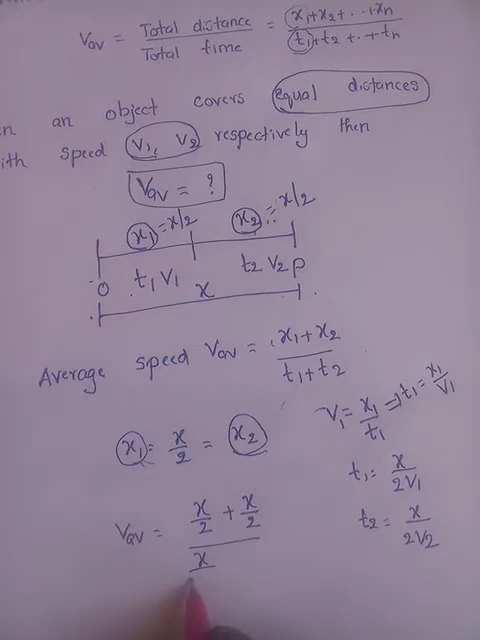 Vav = Total distance / Total time = x1+x2+..+xn / t1+t2+..+tn
an object covers equal distances
with speed V1, V2 respectively then
Vav = ?
x1 = x/2 x2 = x/2
O t1 V1 t2 V2 P
x
Average speed Vav = x1+x2 / t1+t2
V1 = x1/t1 => t1 = x1/V1
x1 = x/2 = x2
t1 = x/2V1
t2 = x/2V2
Vav = x/2 + x/2 / x